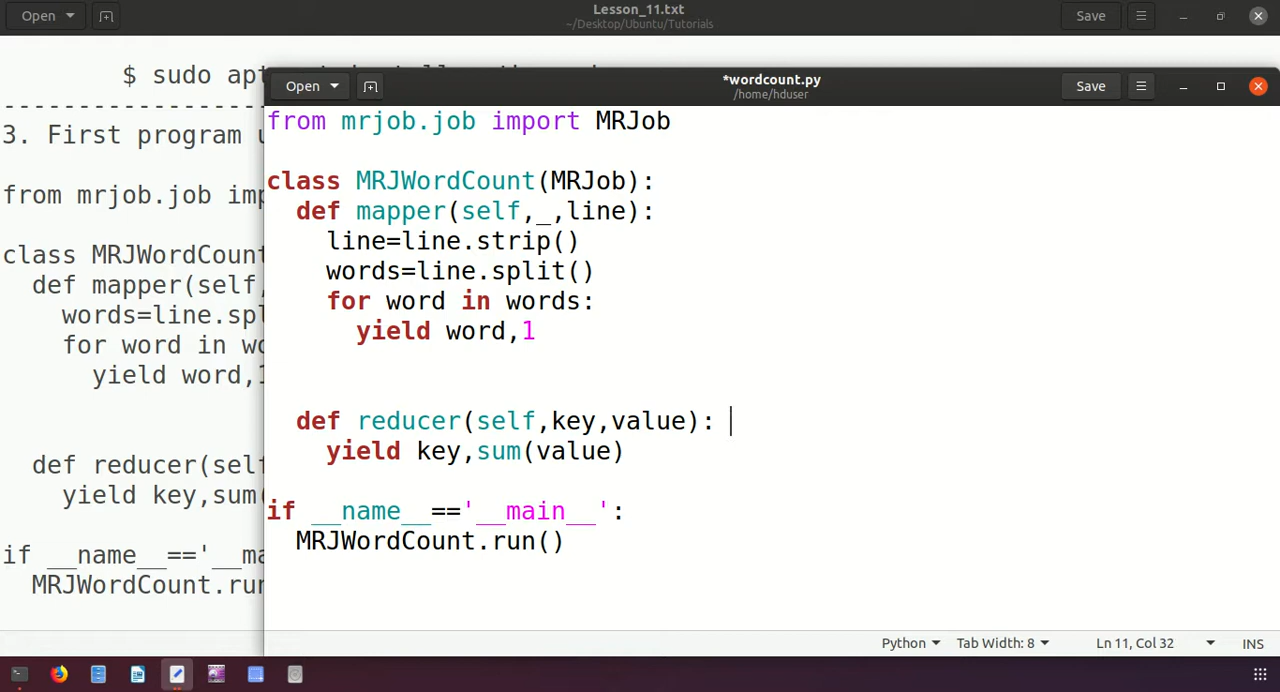 Open
Lesson_11.txt
~/Desktop/Ubuntu/Tutorials
Save
$ sudo apt
----------------------
3. First program u
from mrjob.job imp
class MRJWordCount
def mapper(self,
words=line.spl
for word in wo
yield word,1
def reducer(self
yield key,sum(
if __name__=='__ma
MRJWordCount.run
Open
*wordcount.py
/home/hduser
Save
from mrjob.job import MRJob
class MRJWordCount(MRJob):
def mapper(self,_,line):
line=line.strip()
words=line.split()
for word in words:
yield word,1
def reducer(self,key,value):
yield key,sum(value)
if __name__=='__main__':
MRJWordCount.run()
Python
Tab Width: 8
Ln 11, Col 32
INS